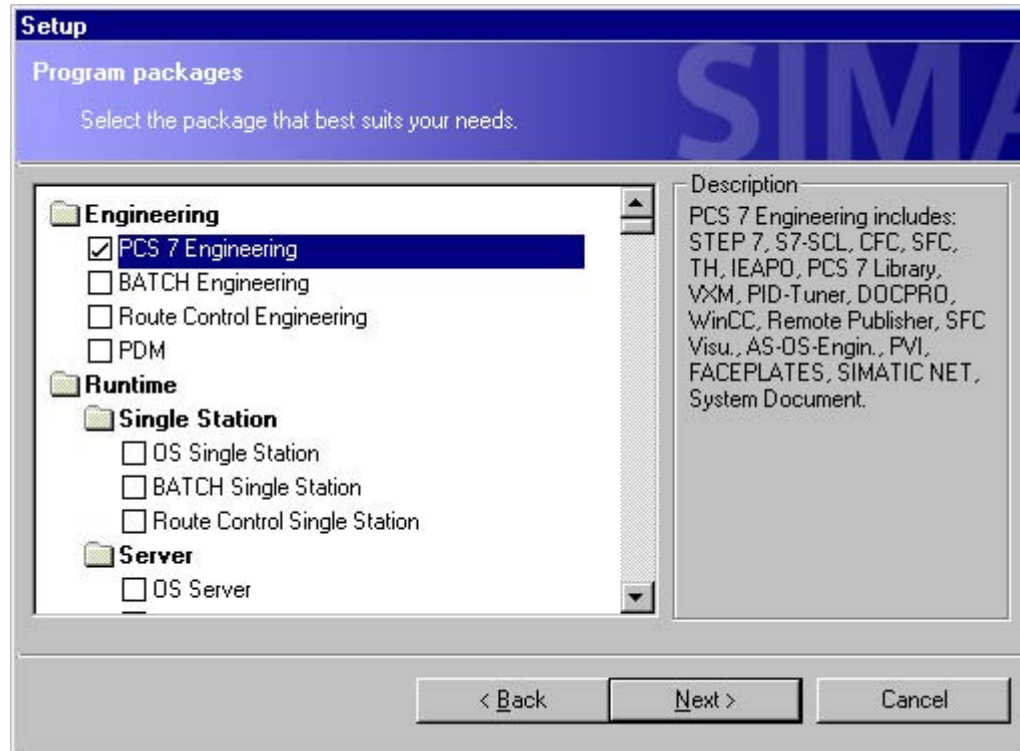 Setup
Program packages
Select the package that best suits your needs.
SIMA
Engineering
PCS 7 Engineering
BATCH Engineering
Route Control Engineering
PDM
Runtime
Single Station
OS Single Station
BATCH Single Station
Route Control Single Station
Server
OS Server
Description
PCS 7 Engineering includes:
STEP 7, S7-SCL, CFC, SFC,
TH, IEAPO, PCS 7 Library,
VXM, PID-Tuner, DOCPRO,
WinCC, Remote Publisher, SFC
Visu., AS-OS-Engin., PVI,
FACEPLATES, SIMATIC NET,
System Document.
< Back
Next >
Cancel